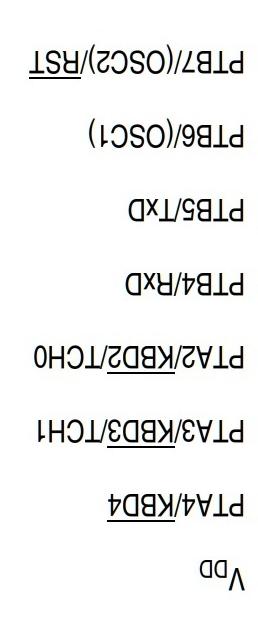 VDD
PTA4/KBD4
PTA3/KBD3/TCH1
PTA2/KBD2/TCH0
PTB4/RxD
PTB5/TxD
PTB6/(OSC1)
PTB7/(OSC2)/RST